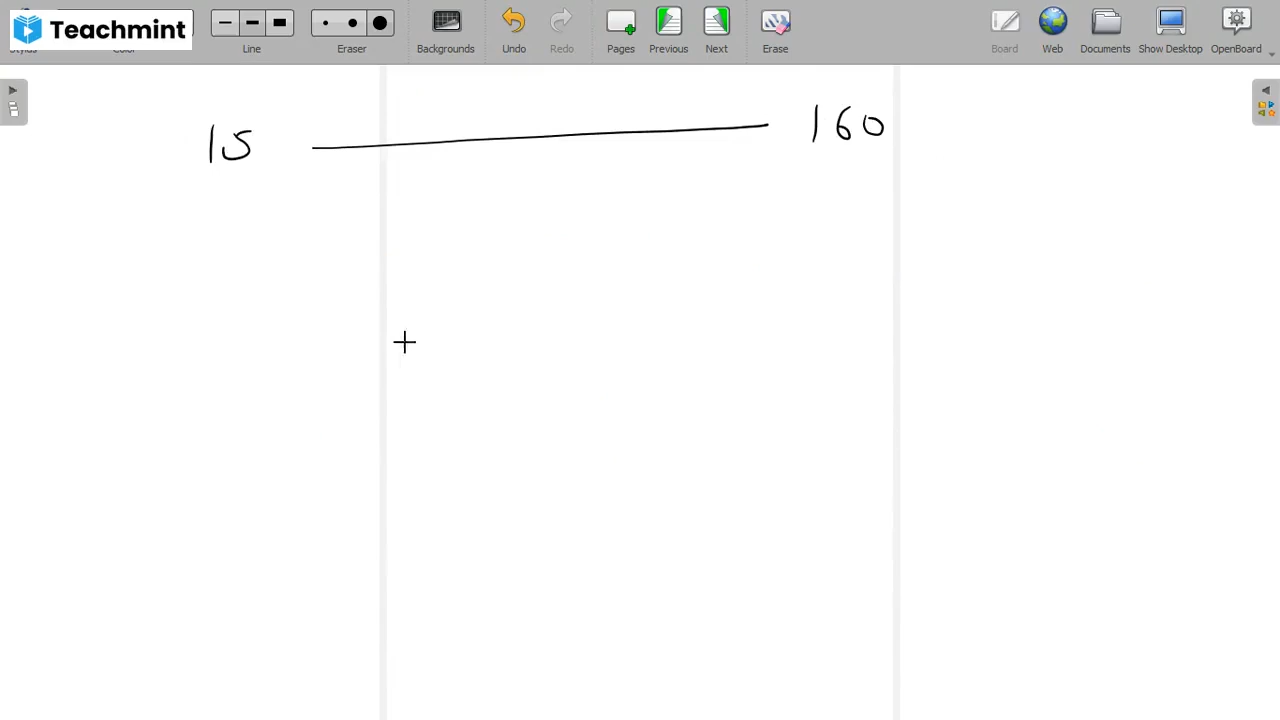 Teachmint
Line
Eraser
Backgrounds
Undo
Redo
Pages
Previous
Next
Erase
Board
Web
Documents
Show Desktop
OpenBoard
15 — 160